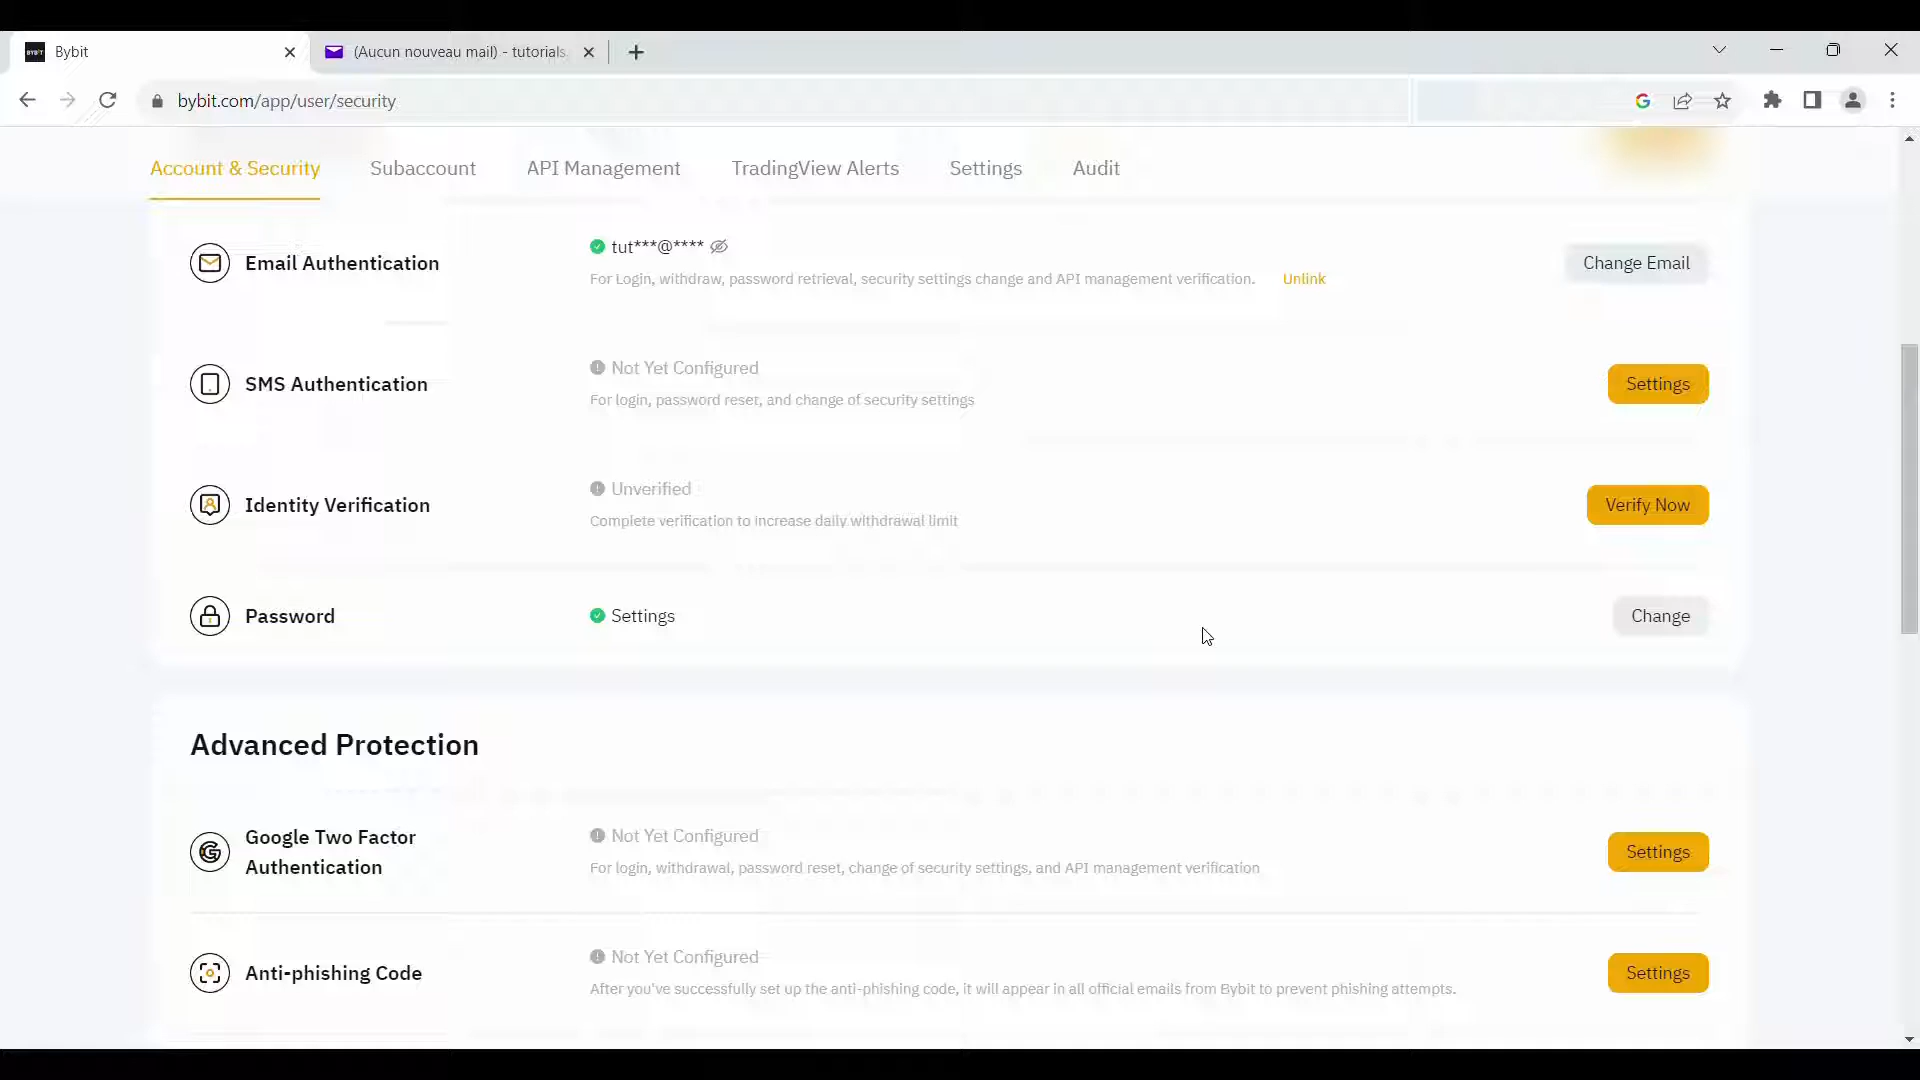 Bybit
(Aucun nouveau mail) - tutorials.
bybit.com/app/user/security
Account & Security
Subaccount
API Management
TradingView Alerts
Settings
Audit
Email Authentication
tut***@****
For Login, withdraw, password retrieval, security settings change and API management verification.
Unlink
Change Email
SMS Authentication
Not Yet Configured
For login, password reset, and change of security settings
Settings
Identity Verification
Unverified
Complete verification to increase daily withdrawal limit
Verify Now
Password
Settings
Change
Advanced Protection
Google Two Factor
Authentication
Not Yet Configured
For login, withdrawal, password reset, change of security settings, and API management verification
Settings
Anti-phishing Code
Not Yet Configured
After you've successfully set up the anti-phishing code, it will appear in all official emails from Bybit to prevent phishing attempts.
Settings